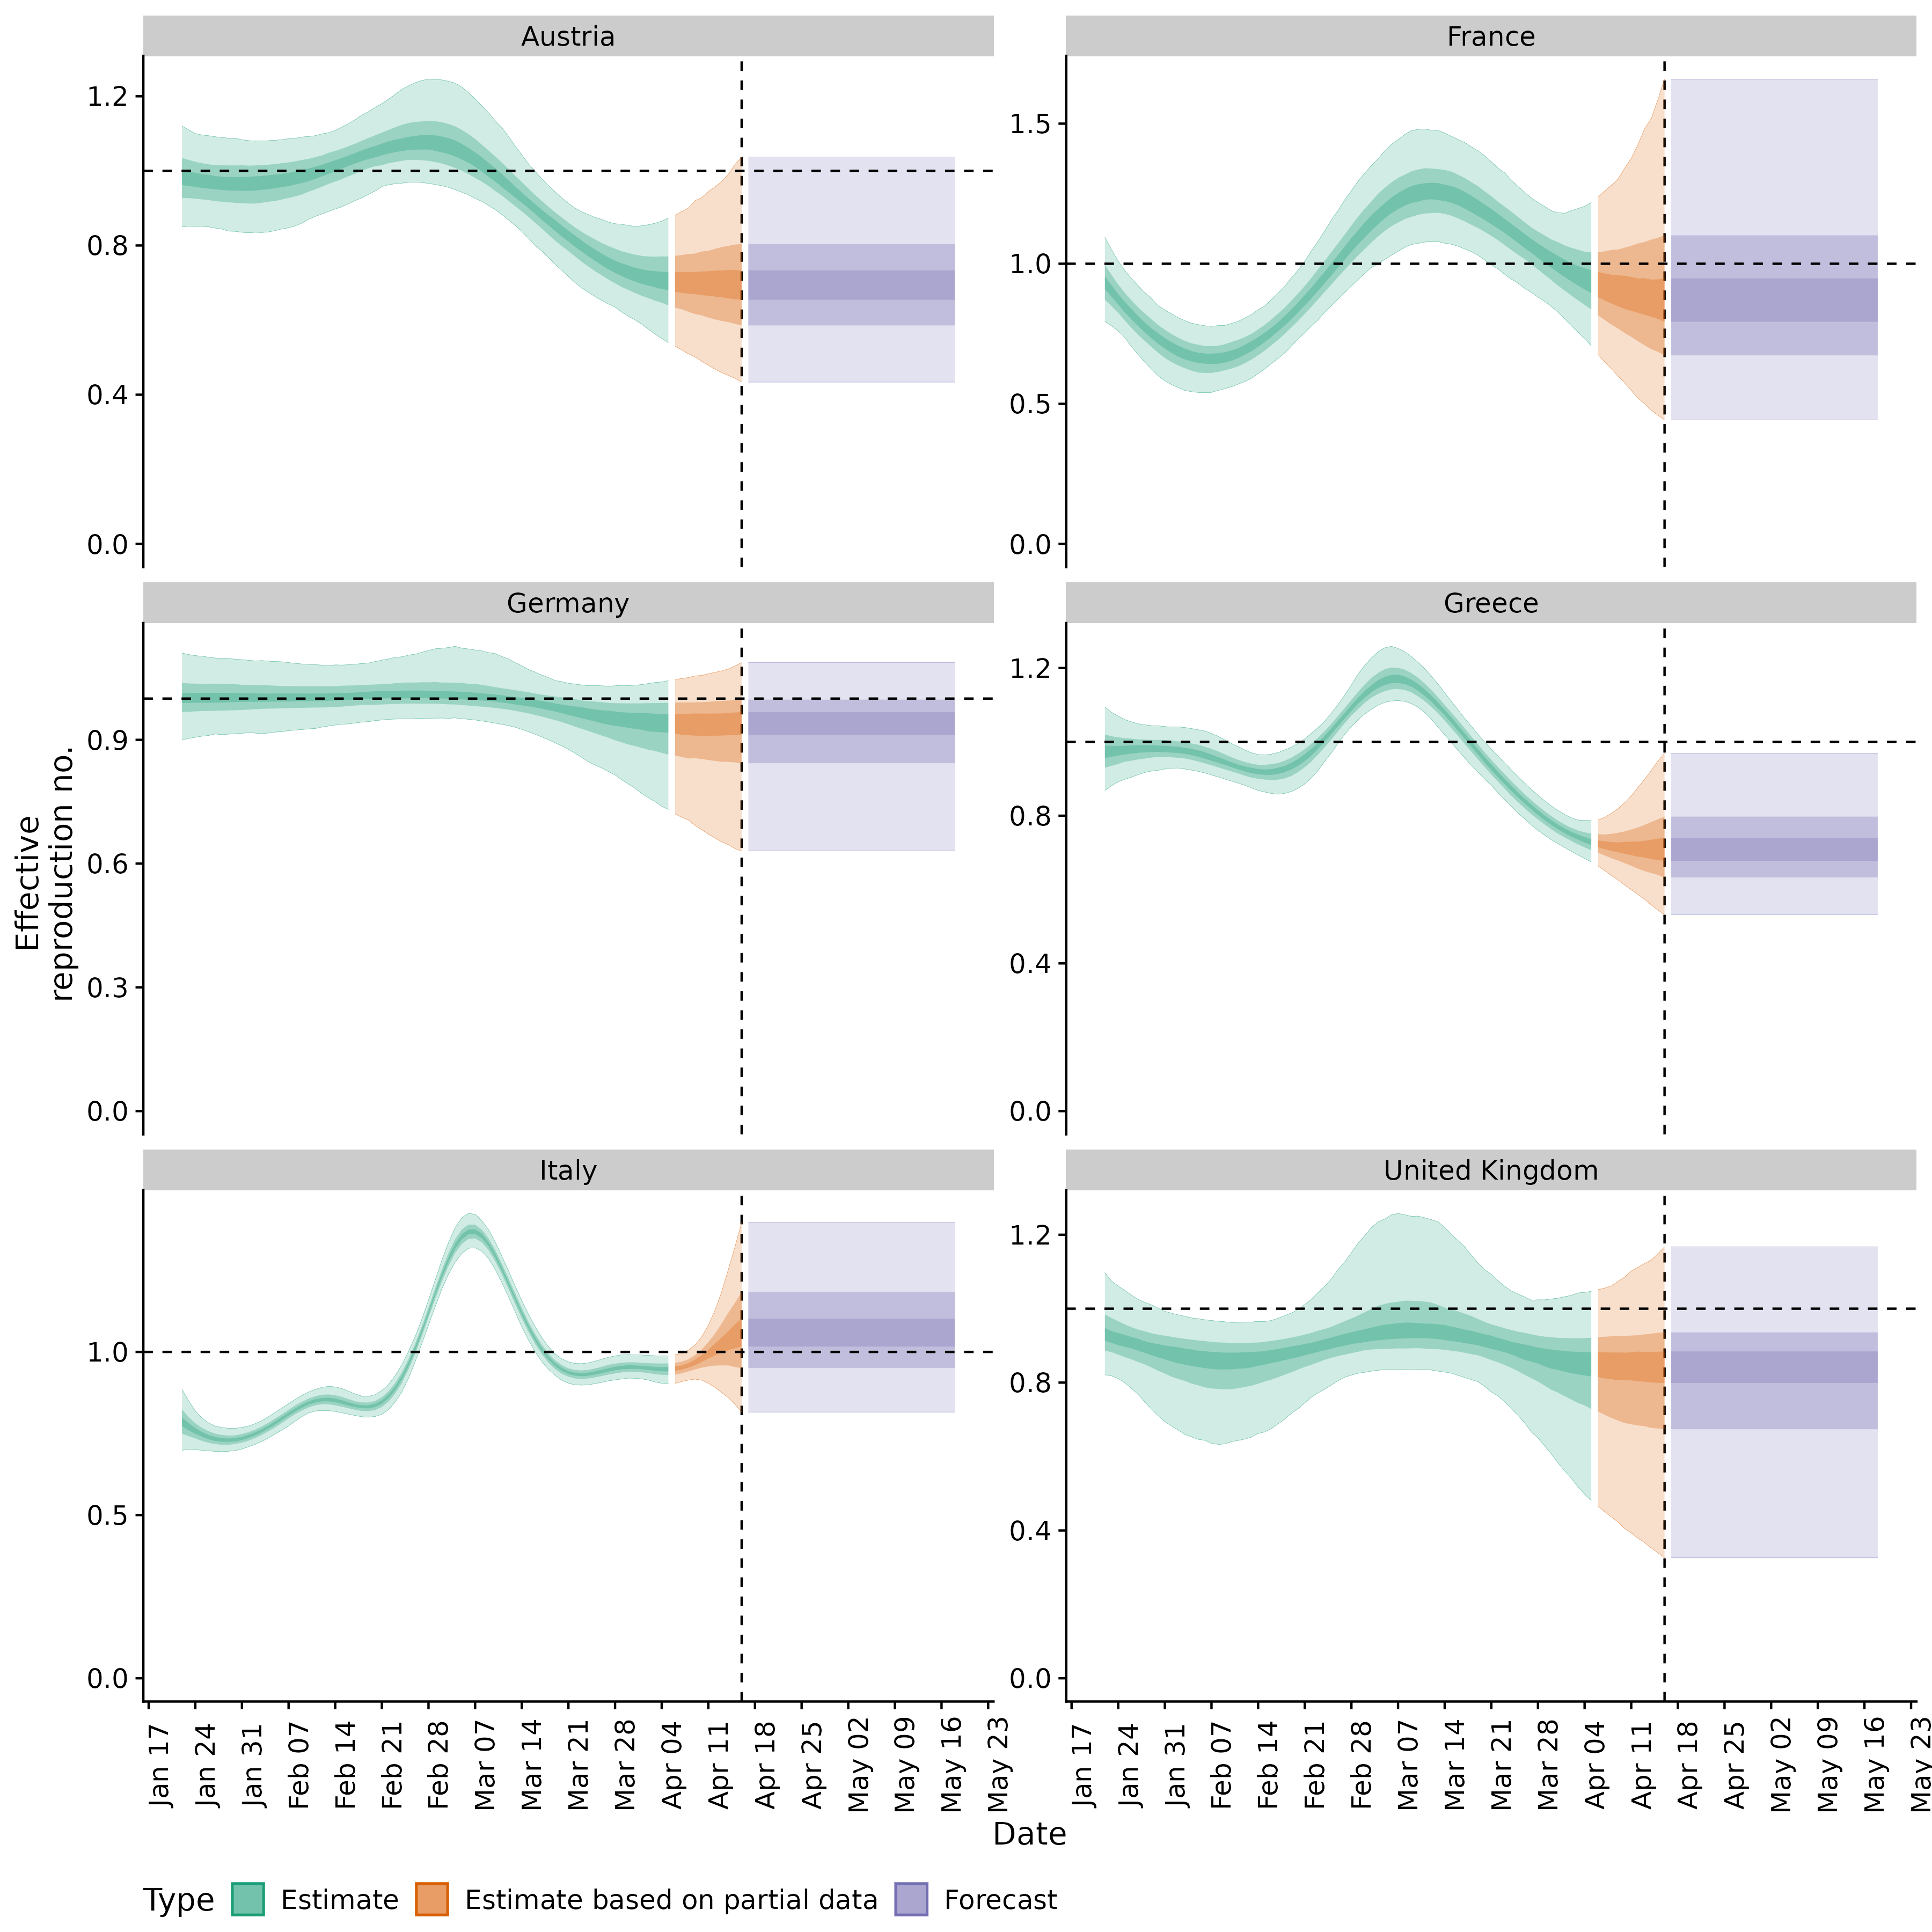 Austria
France
1.2
0.8
0.4
0.0
1.5
1.0
0.5
0.0
Germany
Greece
0.9
0.6
0.3
0.0
1.2
0.8
0.4
0.0
Effective
reproduction no.
Italy
United Kingdom
1.0
0.5
0.0
1.2
0.8
0.4
0.0
Jan 17
Jan 24
Jan 31
Feb 07
Feb 14
Feb 21
Feb 28
Mar 07
Mar 14
Mar 21
Mar 28
Apr 04
Apr 11
Apr 18
Apr 25
May 02
May 09
May 16
May 23
Jan 17
Jan 24
Jan 31
Feb 07
Feb 14
Feb 21
Feb 28
Mar 07
Mar 14
Mar 21
Mar 28
Apr 04
Apr 11
Apr 18
Apr 25
May 02
May 09
May 16
May 23
Date
Type Estimate Estimate based on partial data Forecast